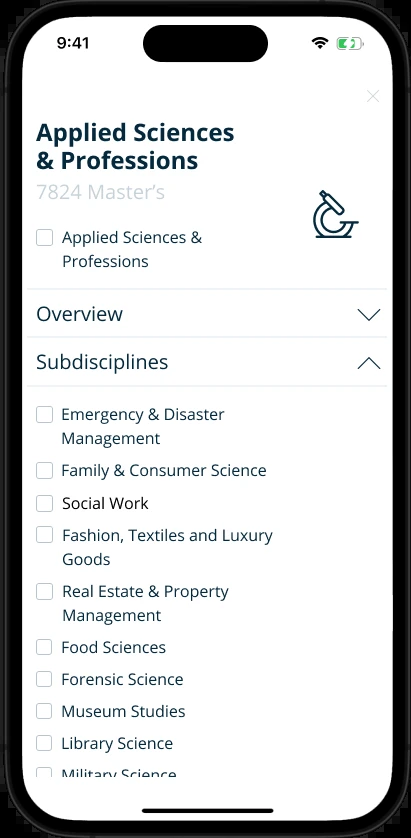 9:41
Applied Sciences
& Professions
7824 Master's
Applied Sciences &
Professions
Overview
Subdisciplines
Emergency & Disaster
Management
Family & Consumer Science
Social Work
Fashion, Textiles and Luxury
Goods
Real Estate & Property
Management
Food Sciences
Forensic Science
Museum Studies
Library Science
Military Science